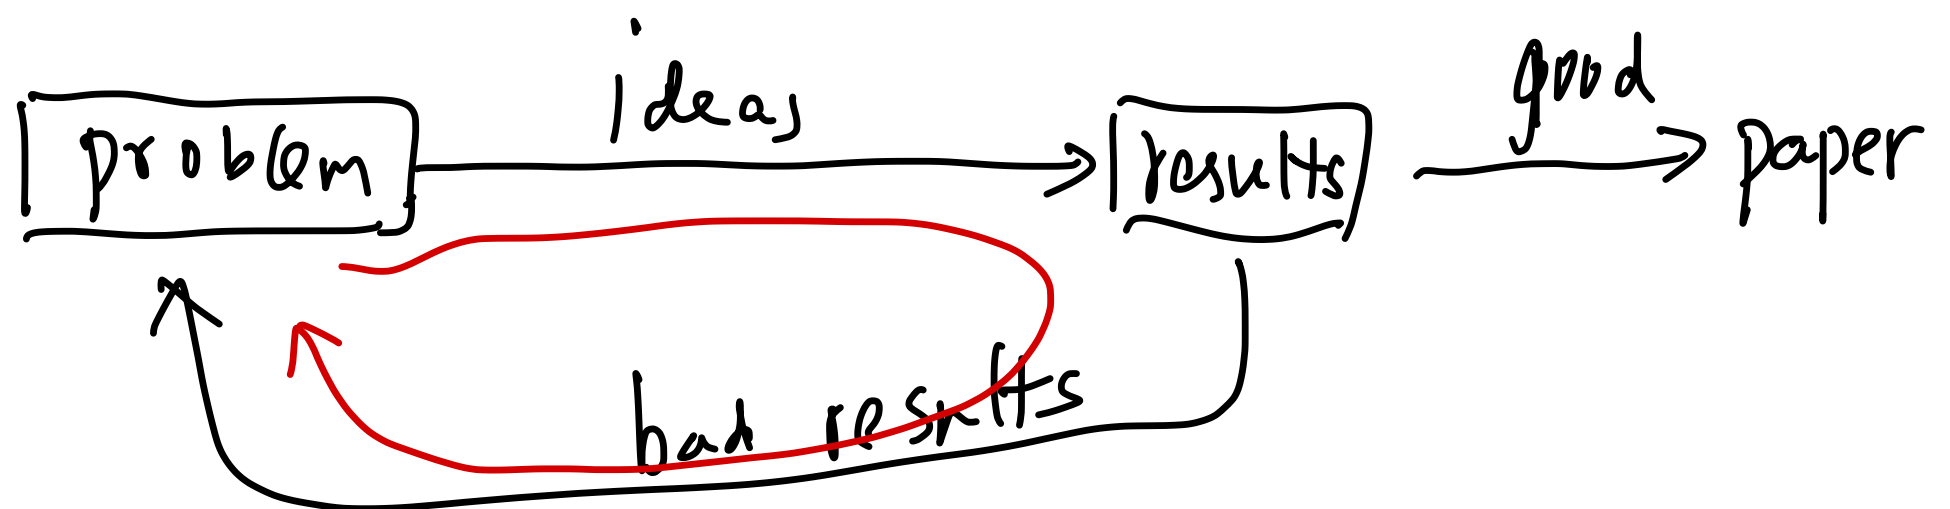 ideas
good
problem
results
paper
bad results